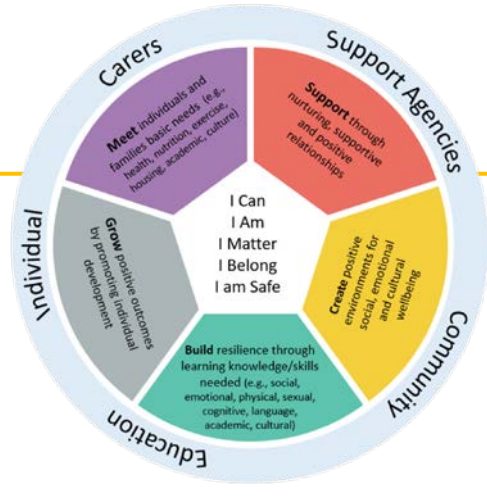 Carers
Support Agencies
Community
Education
Individual
Meet individuals and
families basic needs (e.g.,
health, nutrition, exercise,
housing, academic, culture)
Support through
nurturing, supportive
and positive
relationships
Create positive
environments for
social, emotional
and cultural
wellbeing
Build resilience through
learning knowledge/skills
needed (e.g., social,
emotional, physical, sexual,
cognitive, language,
academic, cultural)
Grow positive outcomes
by promoting individual
development
I Can
I Am
I Matter
I Belong
I am Safe